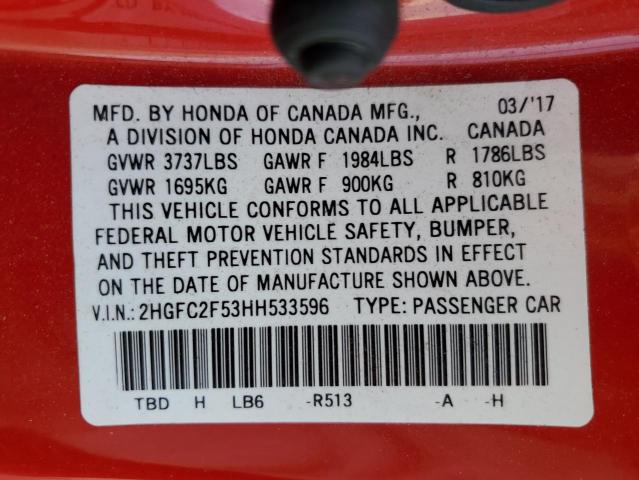 MFD. BY HONDA OF CANADA MFG., 03/'17
A DIVISION OF HONDA CANADA INC. CANADA
GVWR 3737LBS GAWR F 1984LBS R 1786LBS
GVWR 1695KG GAWR F 900KG R 810KG
THIS VEHICLE CONFORMS TO ALL APPLICABLE
FEDERAL MOTOR VEHICLE SAFETY, BUMPER,
AND THEFT PREVENTION STANDARDS IN EFFECT
ON THE DATE OF MANUFACTURE SHOWN ABOVE.
V.I.N.: 2HGFC2F53HH533596 TYPE: PASSENGER CAR
TBD H LB6 -R513 -A -H